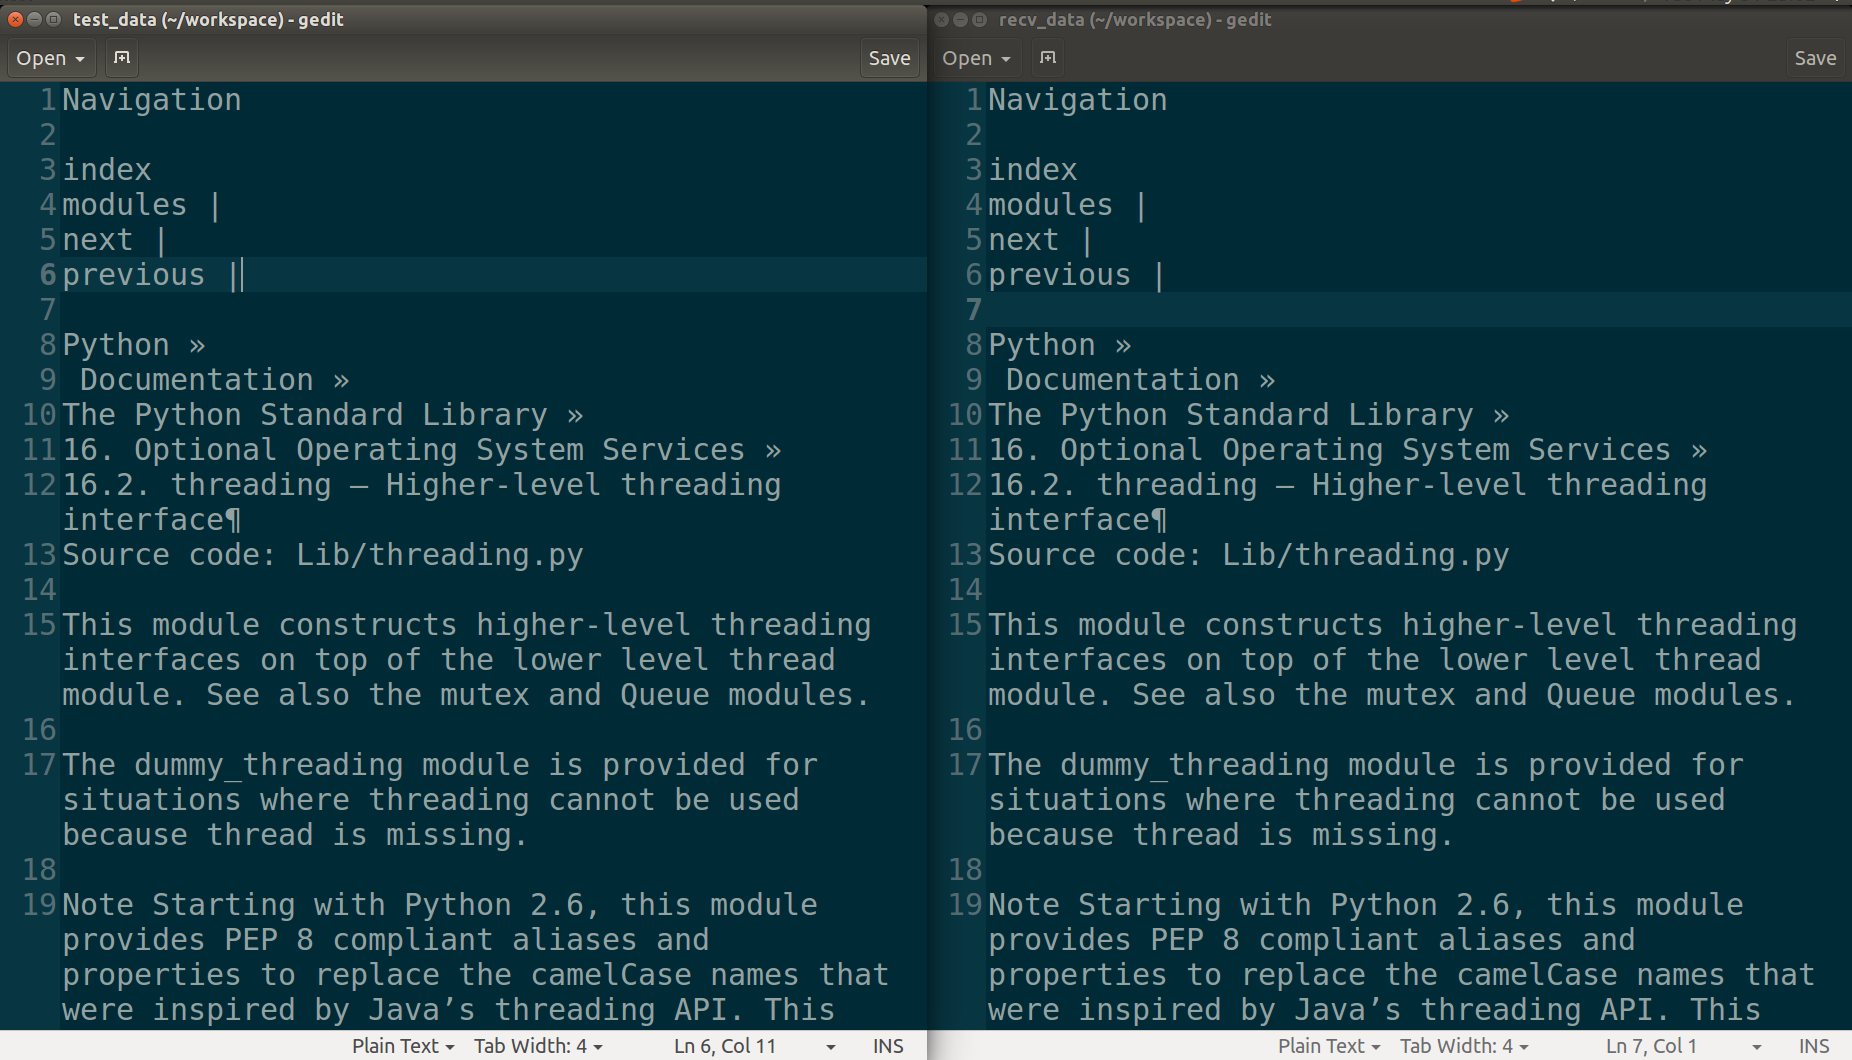 test_data (~/workspace) - gedit
Open
Save
1 Navigation
2
3 index
4 modules |
5 next |
6 previous |
7
8 Python »
9  Documentation »
10 The Python Standard Library »
11 16. Optional Operating System Services »
12 16.2. threading — Higher-level threading
interface¶
13 Source code: Lib/threading.py
14
15 This module constructs higher-level threading
interfaces on top of the lower level thread
module. See also the mutex and Queue modules.
16
17 The dummy_threading module is provided for
situations where threading cannot be used
because thread is missing.
18
19 Note Starting with Python 2.6, this module
provides PEP 8 compliant aliases and
properties to replace the camelCase names that
were inspired by Java’s threading API. This
Plain Text Tab Width: 4 Ln 6, Col 11 INS
recv_data (~/workspace) - gedit
Open
Save
1 Navigation
2
3 index
4 modules |
5 next |
6 previous |
7
8 Python »
9  Documentation »
10 The Python Standard Library »
11 16. Optional Operating System Services »
12 16.2. threading — Higher-level threading
interface¶
13 Source code: Lib/threading.py
14
15 This module constructs higher-level threading
interfaces on top of the lower level thread
module. See also the mutex and Queue modules.
16
17 The dummy_threading module is provided for
situations where threading cannot be used
because thread is missing.
18
19 Note Starting with Python 2.6, this module
provides PEP 8 compliant aliases and
properties to replace the camelCase names that
were inspired by Java’s threading API. This
Plain Text Tab Width: 4 Ln 7, Col 1 INS